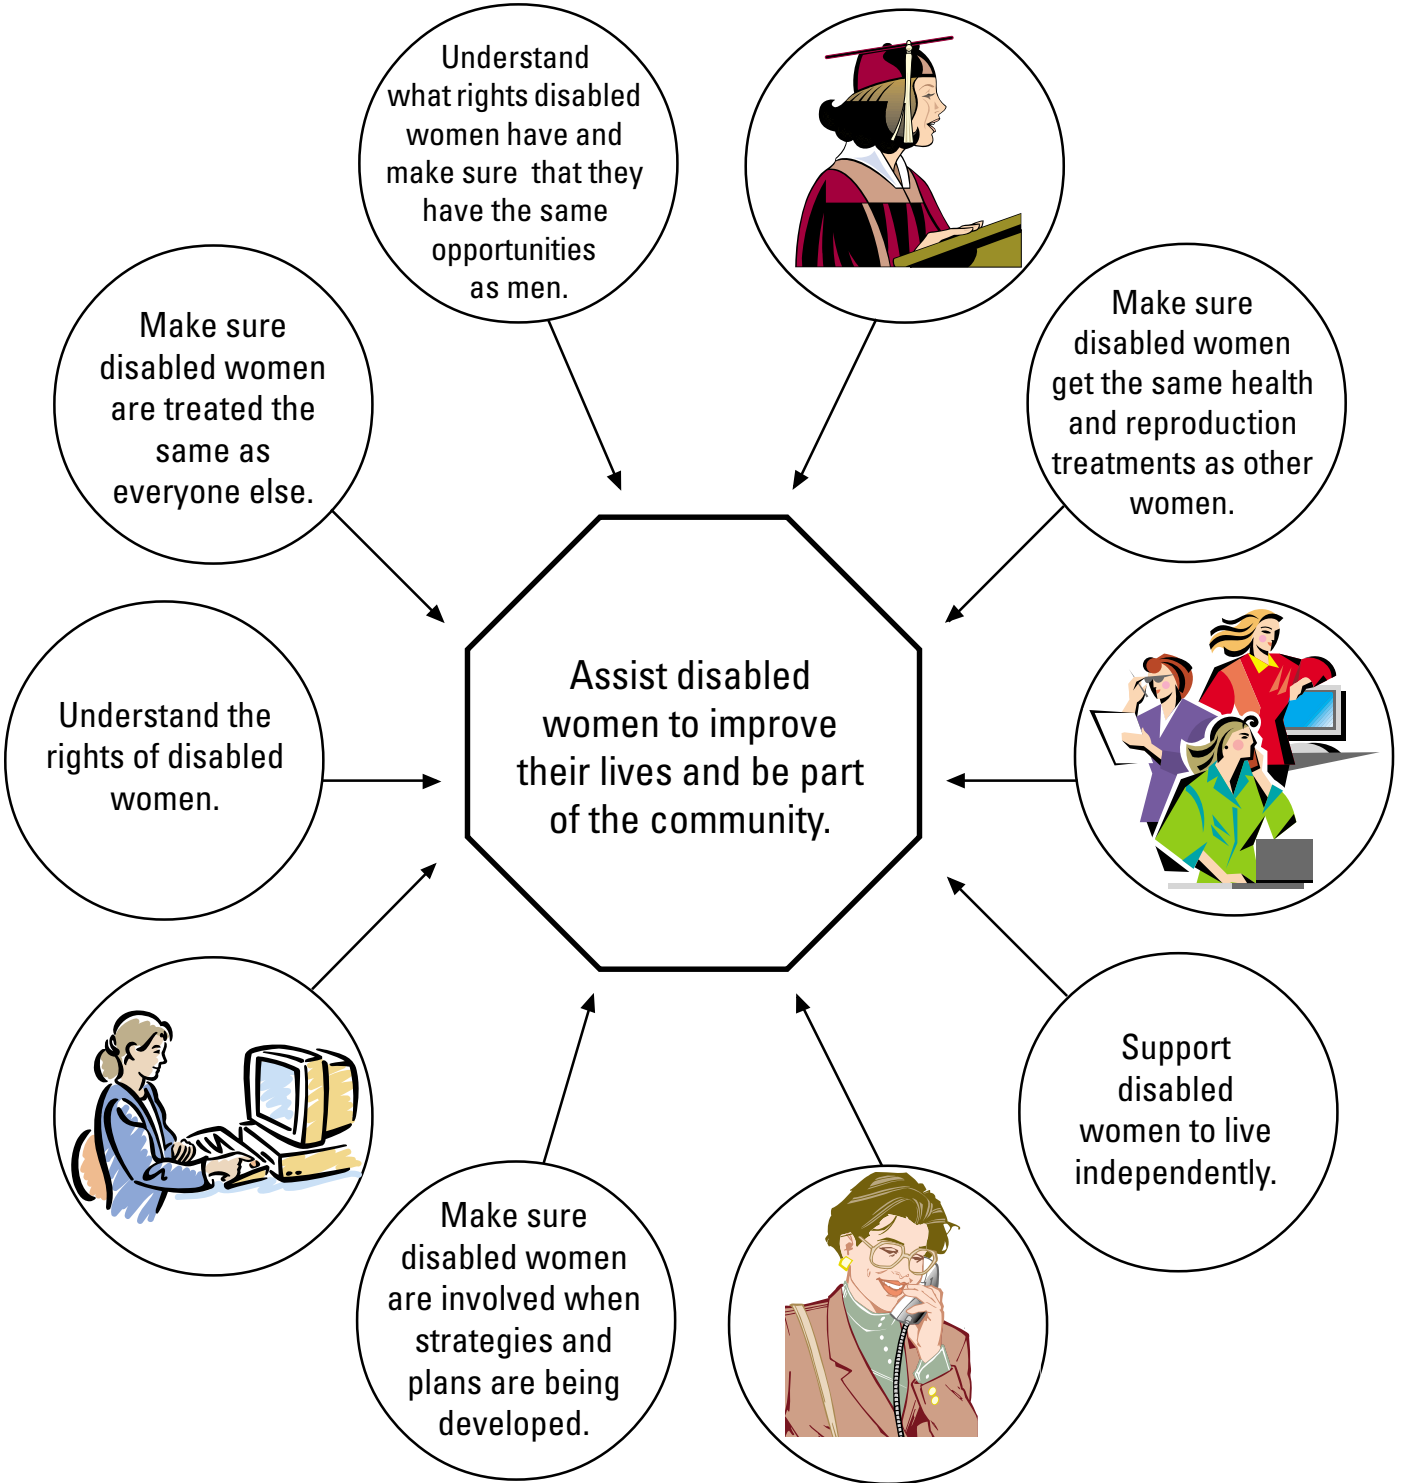 Understand
what rights disabled
women have and
make sure  that they
have the same
opportunities
as men.
Make sure
disabled women
get the same health
and reproduction
treatments as other
women.
Make sure
disabled women
are treated the
same as
everyone else.
Assist disabled
women to improve
their lives and be part
of the community.
Understand the
rights of disabled
women.
Support
disabled
women to live
independently.
Make sure
disabled women
are involved when
strategies and
plans are being
developed.